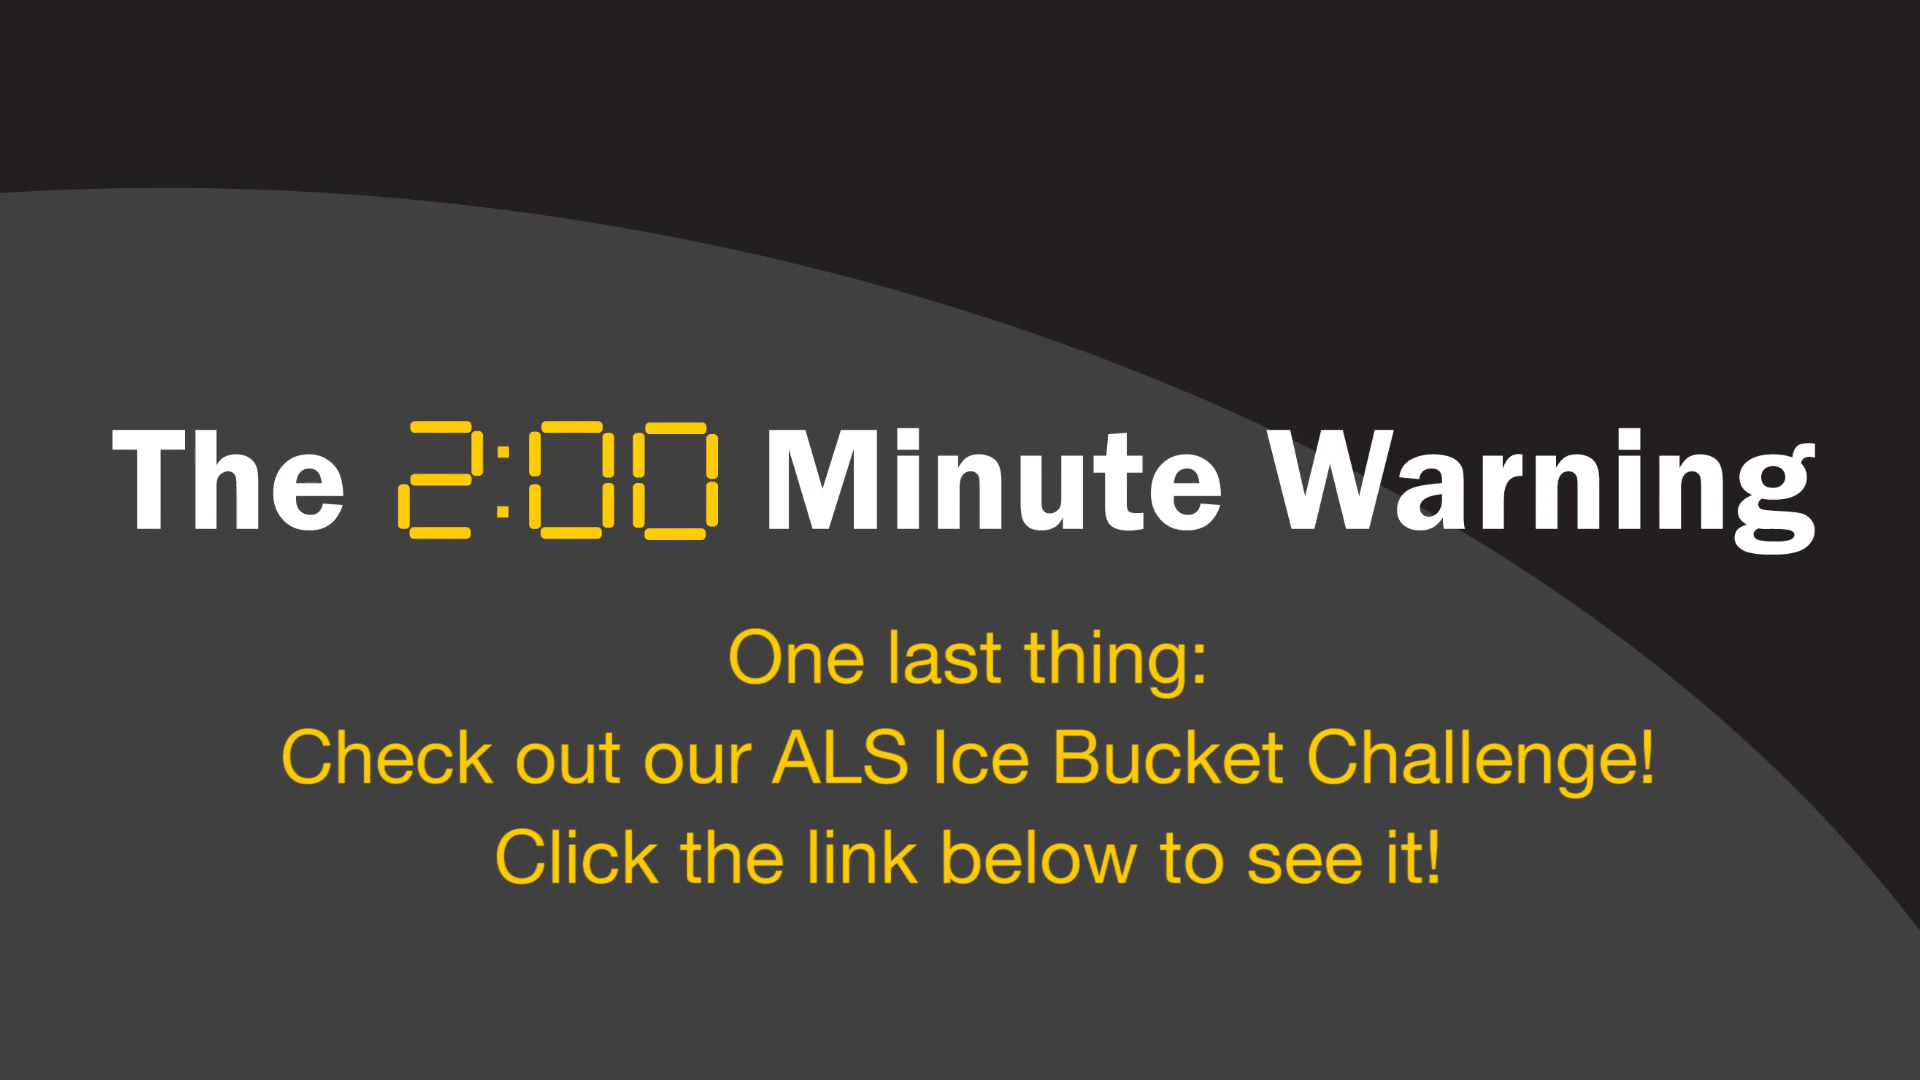 The 2:00 Minute Warning
One last thing:
Check out our ALS Ice Bucket Challenge!
Click the link below to see it!